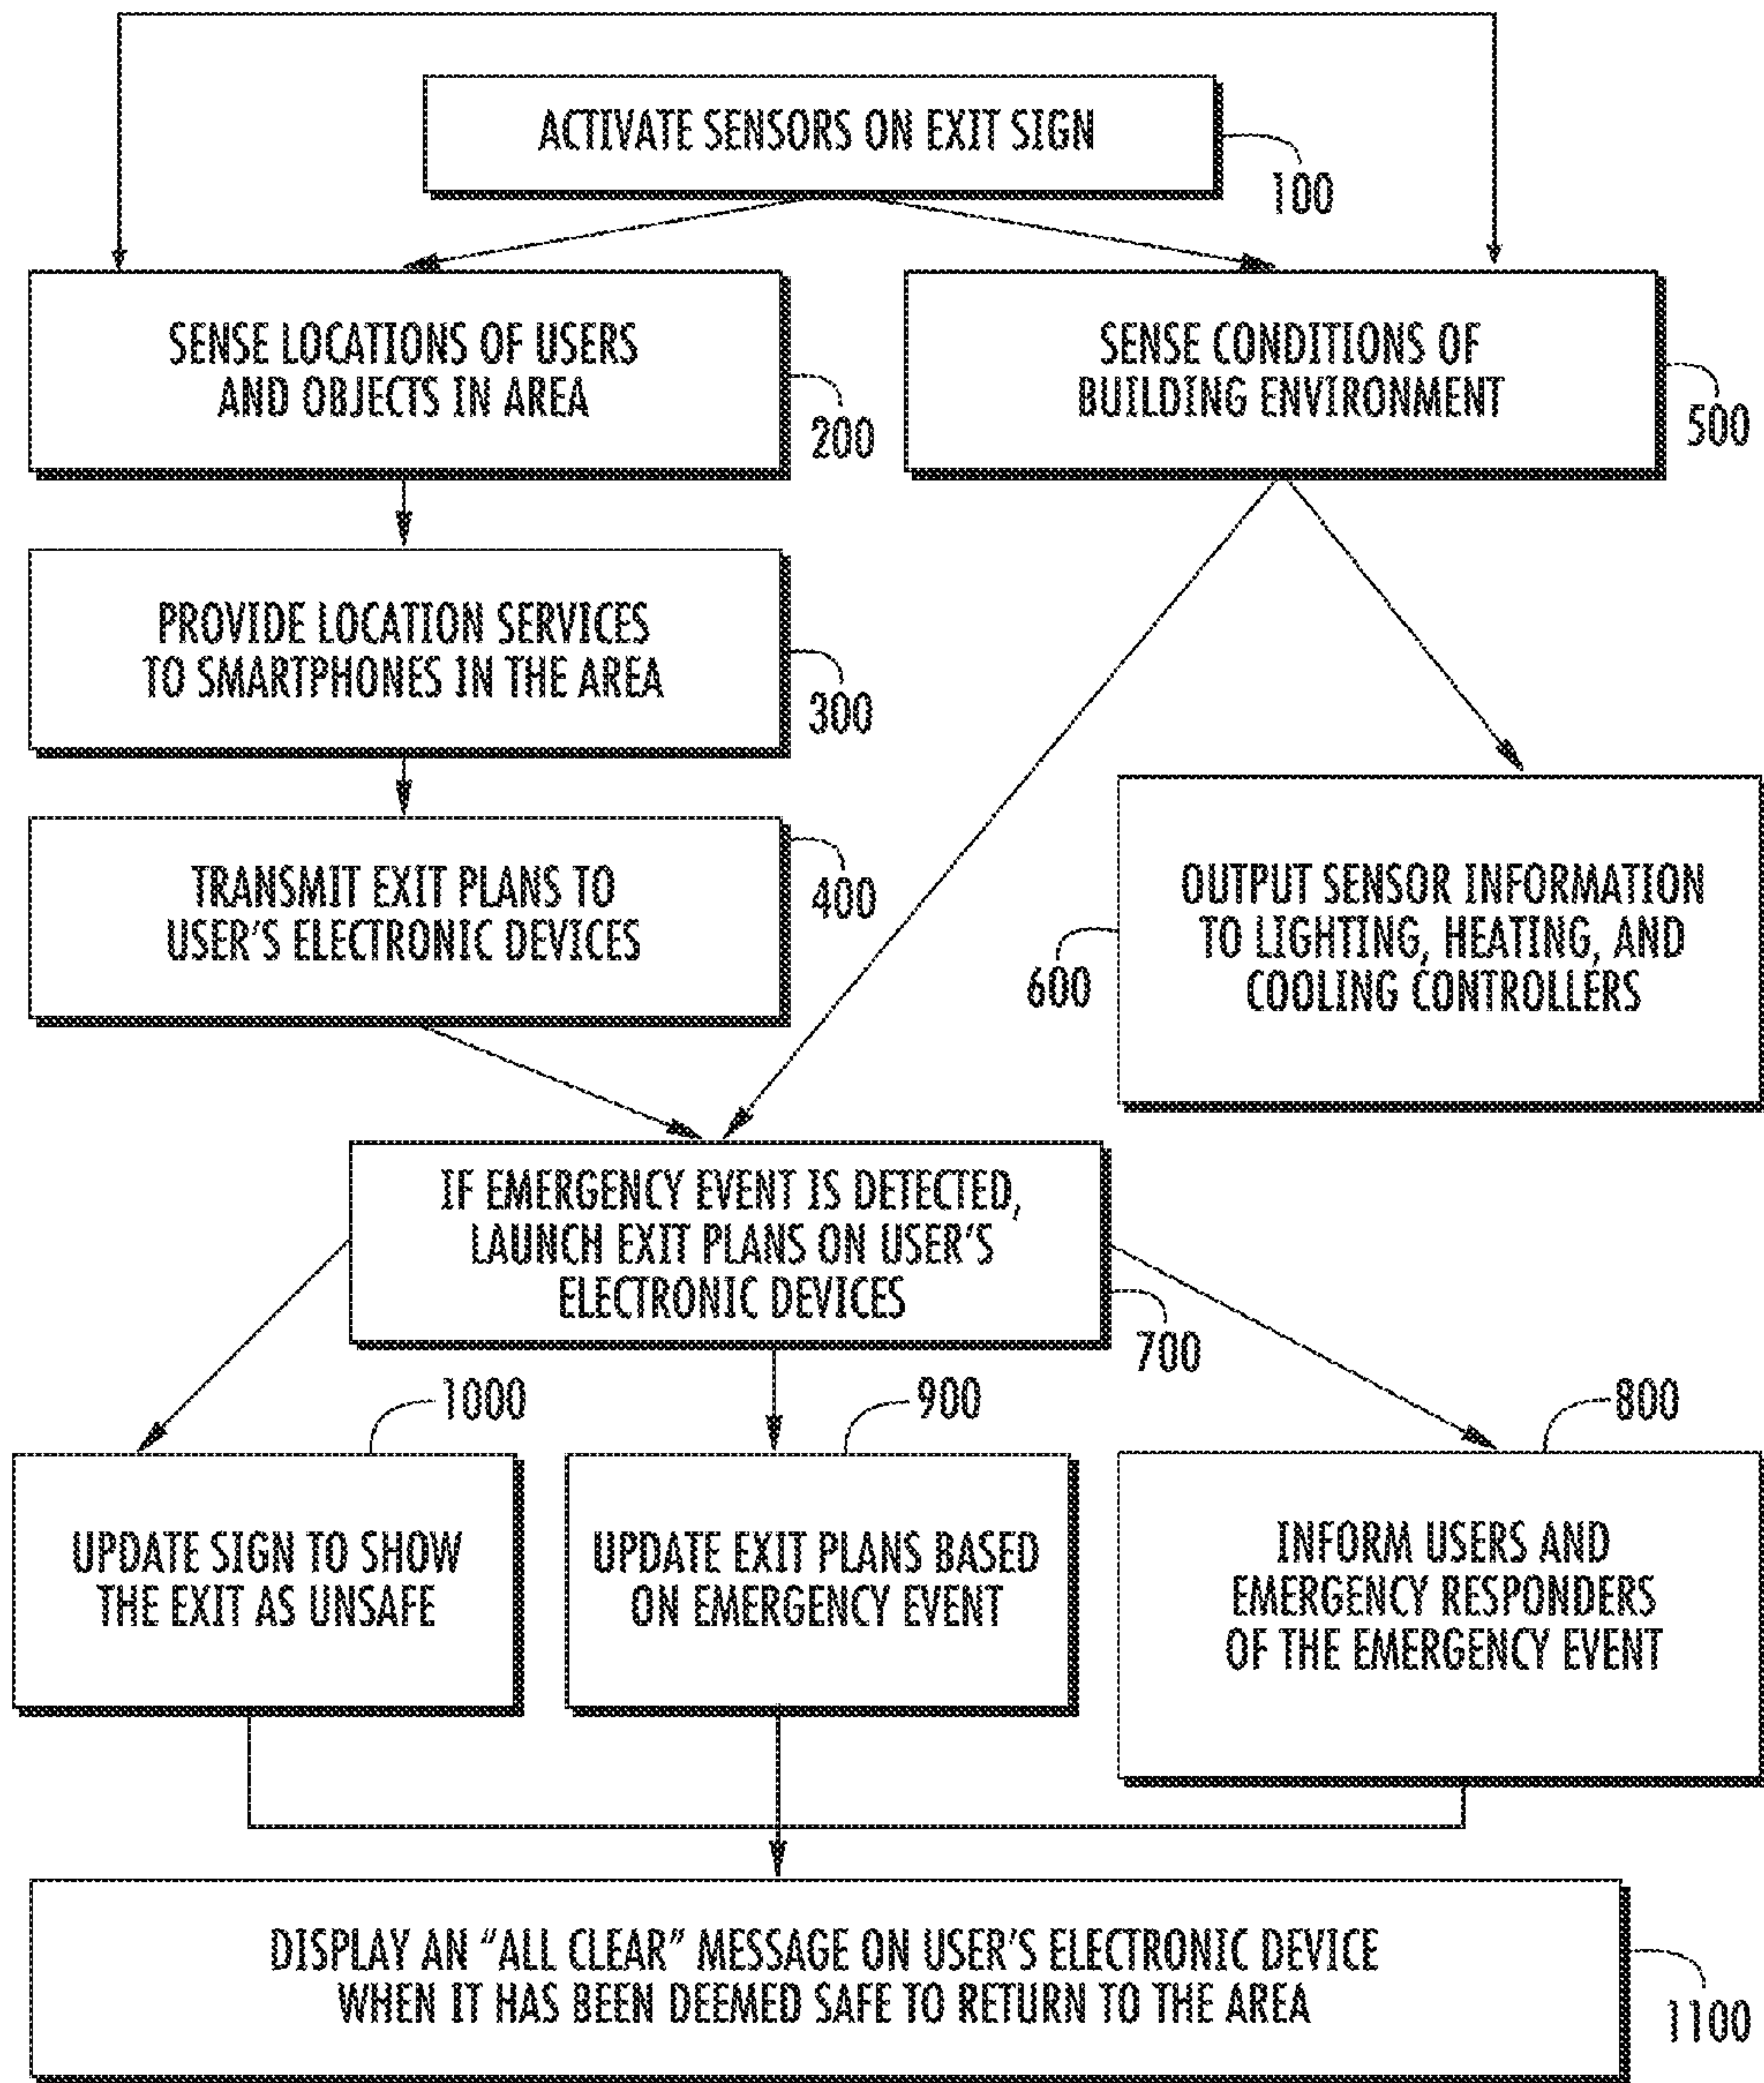 ACTIVATE SENSORS ON EXIT SIGN
100
SENSE LOCATIONS OF USERS
AND OBJECTS IN AREA
200
SENSE CONDITIONS OF
BUILDING ENVIRONMENT
500
PROVIDE LOCATION SERVICES
TO SMARTPHONES IN THE AREA
300
TRANSMIT EXIT PLANS TO
USER'S ELECTRONIC DEVICES
400
OUTPUT SENSOR INFORMATION
TO LIGHTING, HEATING, AND
COOLING CONTROLLERS
600
IF EMERGENCY EVENT IS DETECTED,
LAUNCH EXIT PLANS ON USER'S
ELECTRONIC DEVICES
700
1000
UPDATE SIGN TO SHOW
THE EXIT AS UNSAFE
900
UPDATE EXIT PLANS BASED
ON EMERGENCY EVENT
800
INFORM USERS AND
EMERGENCY RESPONDERS
OF THE EMERGENCY EVENT
DISPLAY AN “ALL CLEAR” MESSAGE ON USER'S ELECTRONIC DEVICE
WHEN IT HAS BEEN DEEMED SAFE TO RETURN TO THE AREA
1100